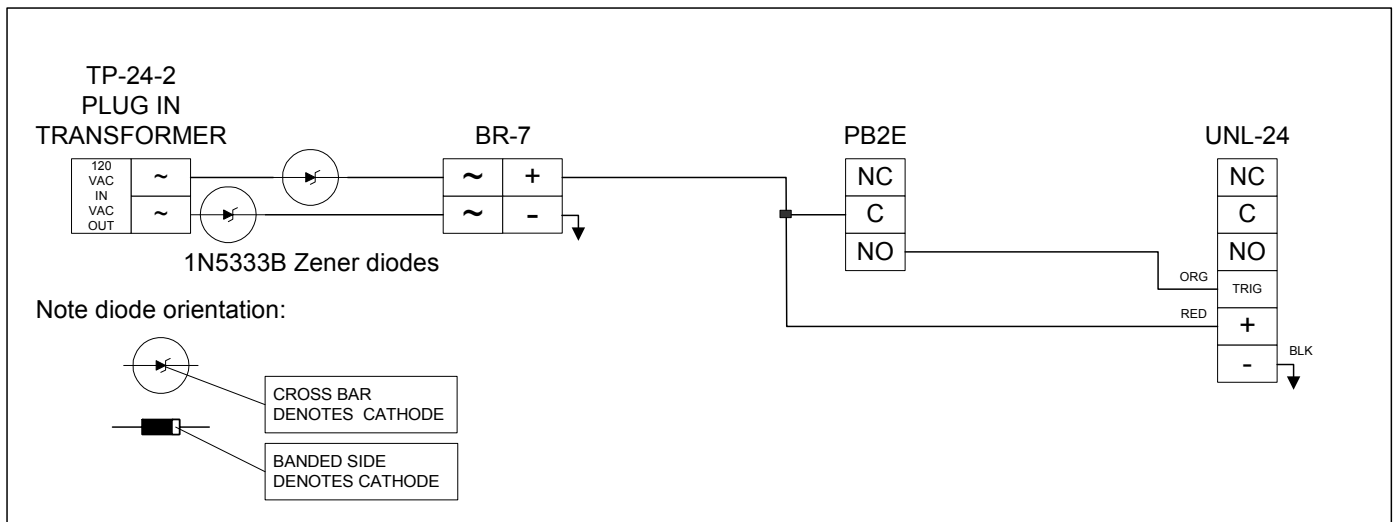 TP-24-2
PLUG IN
TRANSFORMER
120
VAC
IN
VAC
OUT
~
~
1N5333B Zener diodes
BR-7
~ +
~ -
PB2E
NC
C
NO
UNL-24
NC
C
NO
ORG TRIG
RED +
- BLK
Note diode orientation:
CROSS BAR
DENOTES CATHODE
BANDED SIDE
DENOTES CATHODE